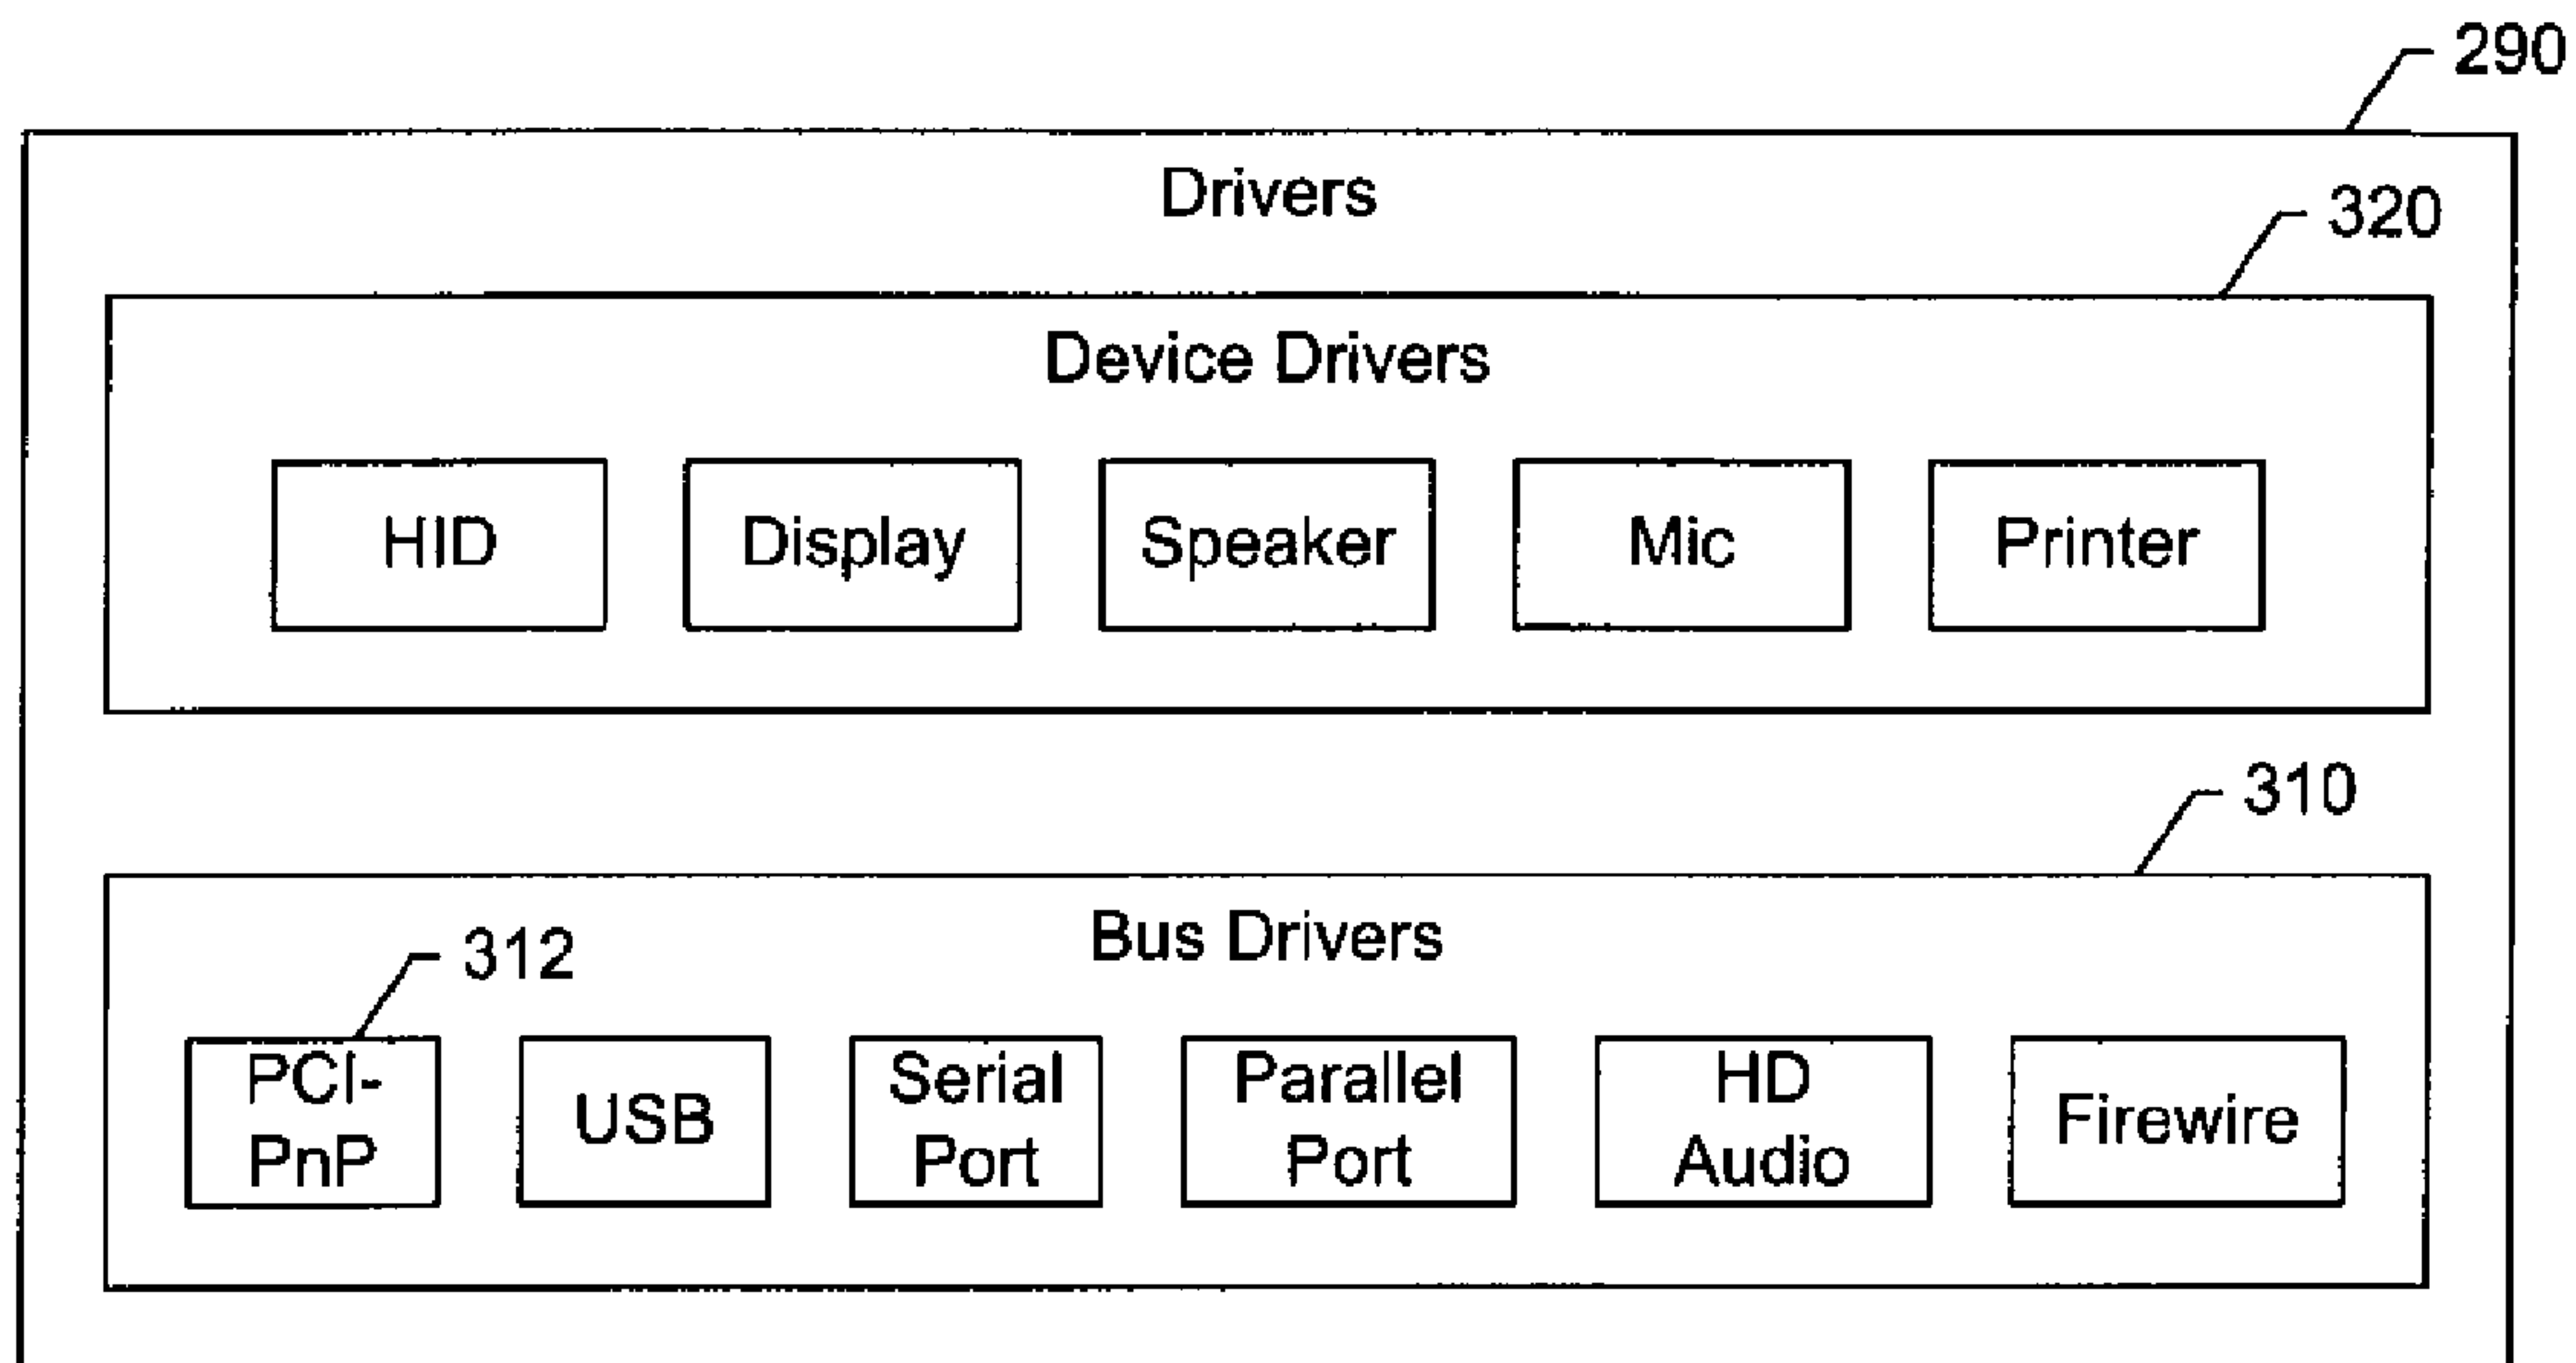 290
Drivers
320
Device Drivers
HID
Display
Speaker
Mic
Printer
310
Bus Drivers
312
PCI-
PnP
USB
Serial
Port
Parallel
Port
HD
Audio
Firewire